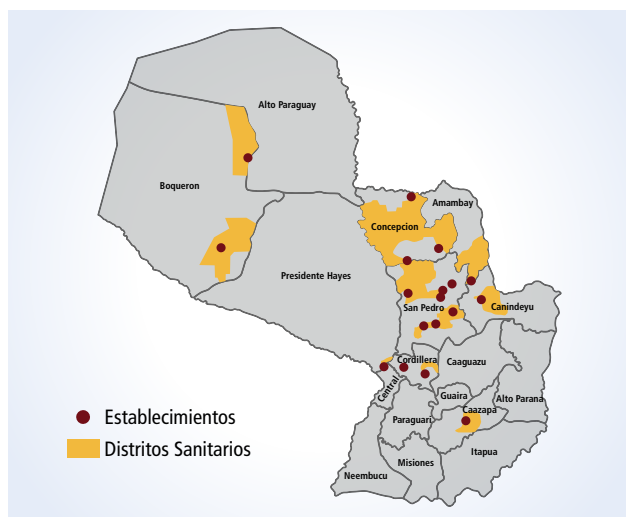 Alto Paraguay
Boqueron
Amambay
Concepcion
Presidente Hayes
San Pedro
Canindeyu
Cordillera
Caaguazu
Central
Guaira
Alto Parana
Caazapa
Paraguari
Itapua
Misiones
Neembucu
Establecimientos
Distritos Sanitarios